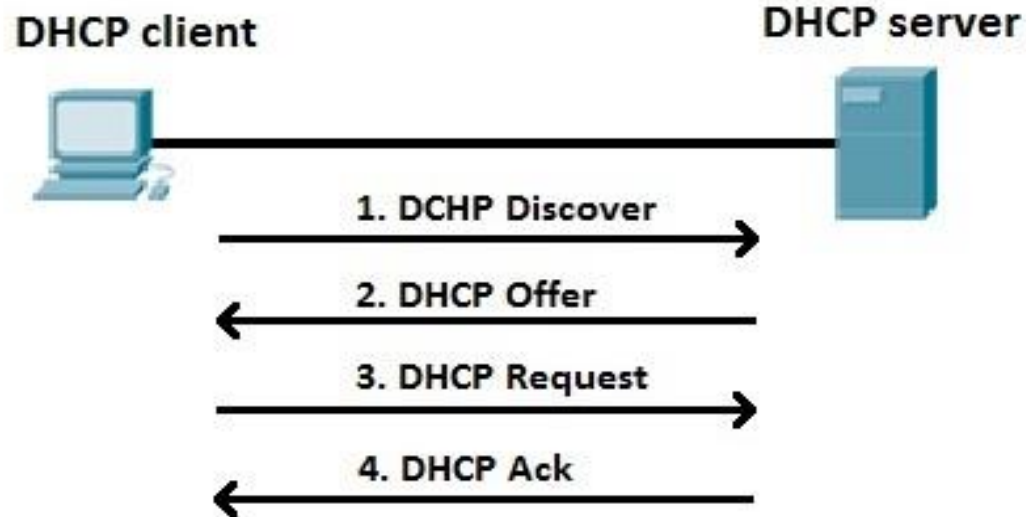 DHCP client
DHCP server
1. DCHP Discover
2. DHCP Offer
3. DHCP Request
4. DHCP Ack